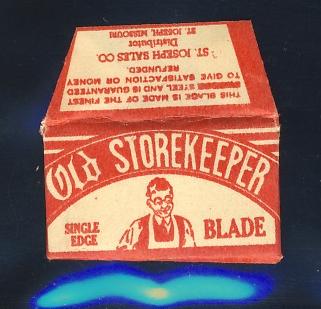 THIS BLADE IS MADE OF THE FINEST
STEEL AND IS GUARANTEED
TO GIVE SATISFACTION OR MONEY
REFUNDED.
ST. JOSEPH SALES CO.
Distributor
ST. JOSEPH, MISSOURI
Old STOREKEEPER
SINGLE
EDGE
BLADE